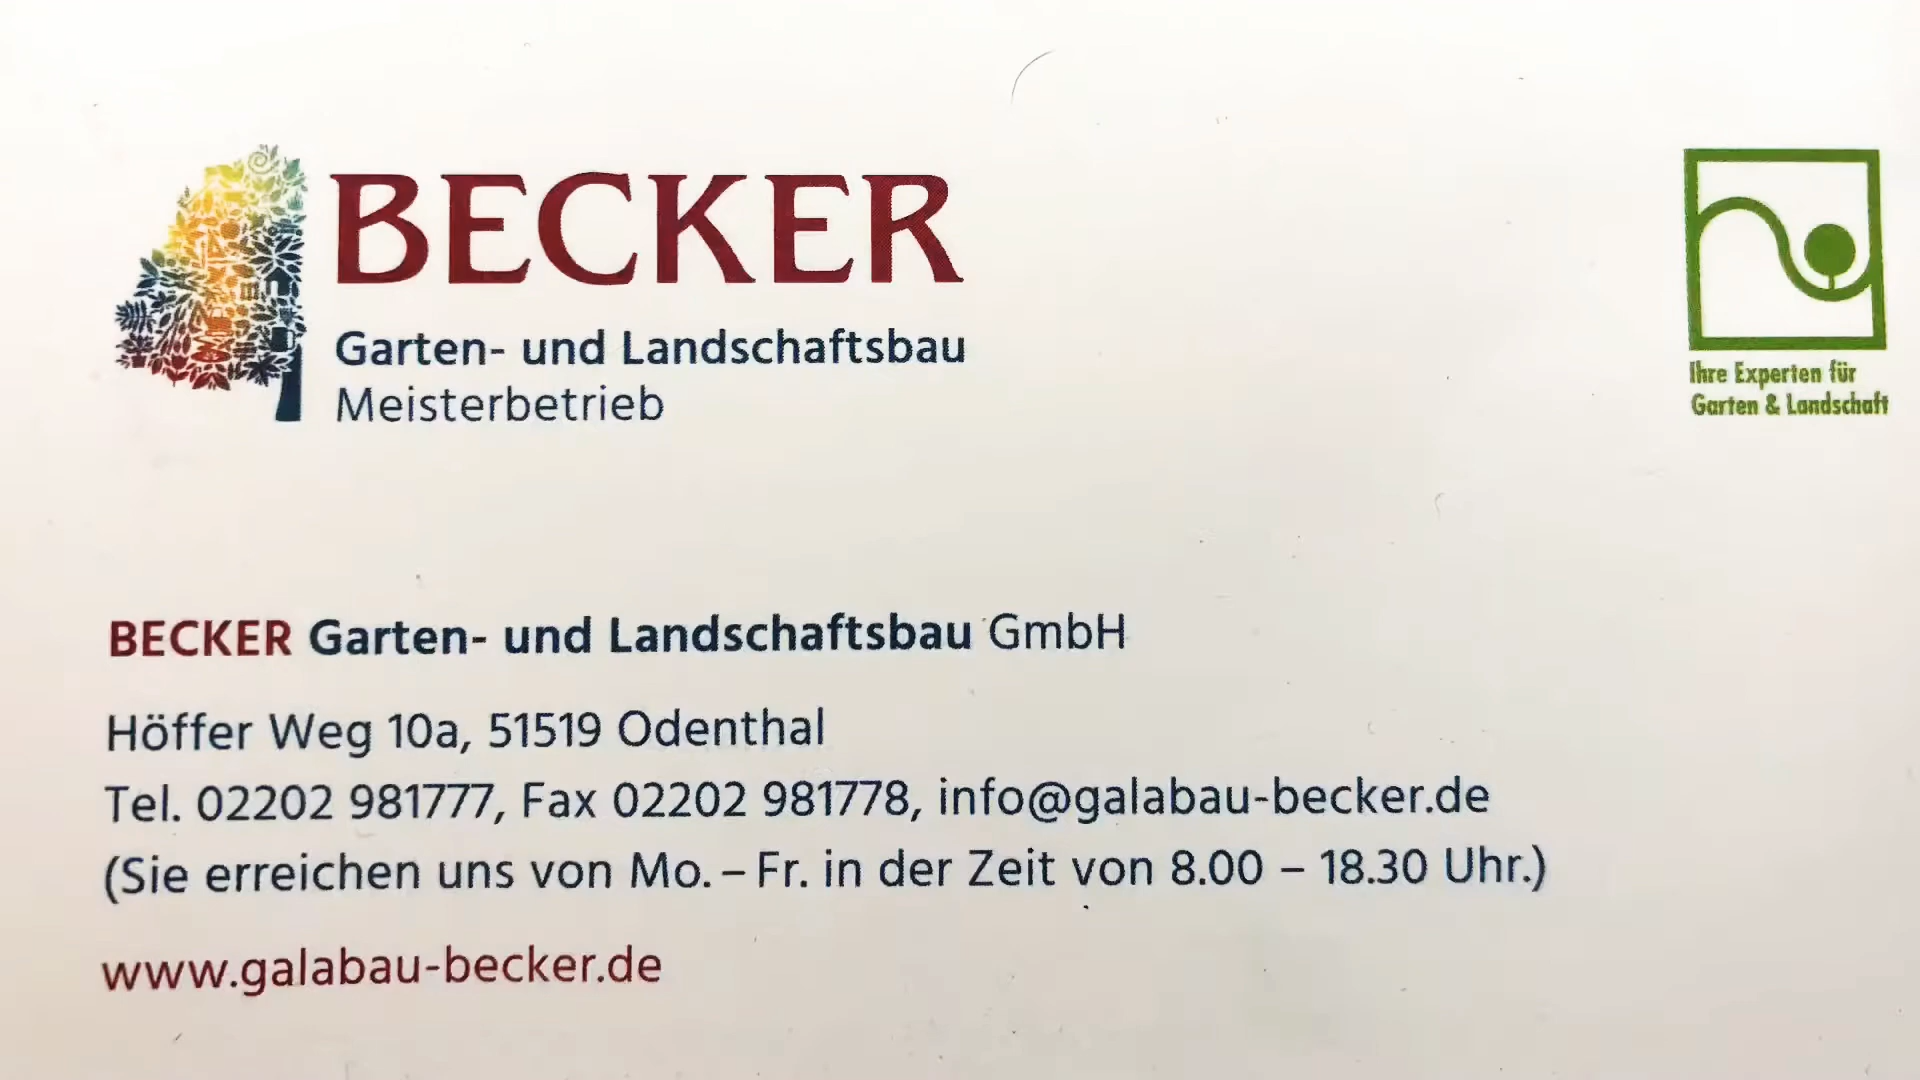 BECKER
Garten- und Landschaftsbau
Meisterbetrieb
Ihre Experten für
Garten & Landschaft
BECKER Garten- und Landschaftsbau GmbH
Höffer Weg 10a, 51519 Odenthal
Tel. 02202 981777, Fax 02202 981778, info@galabau-becker.de
(Sie erreichen uns von Mo. – Fr. in der Zeit von 8.00 – 18.30 Uhr.)
www.galabau-becker.de